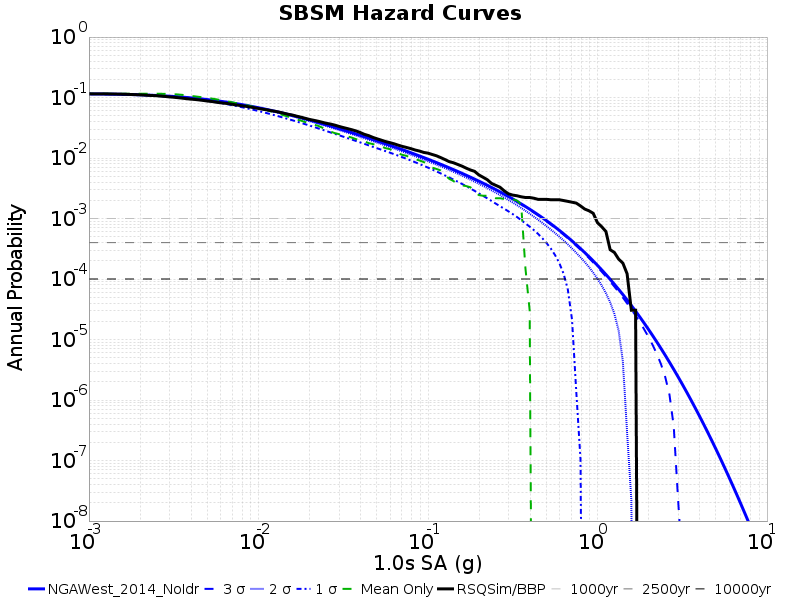 SBSM Hazard Curves
10^0
10^-1
10^-2
10^-3
10^-4
10^-5
10^-6
10^-7
10^-8
Annual Probability
10^-3 10^-2 10^-1 10^0 10^1
1.0s SA (g)
NGAWest_2014_NoIdr 3 σ 2 σ 1 σ Mean Only RSQSim/BBP 1000yr 2500yr 10000yr